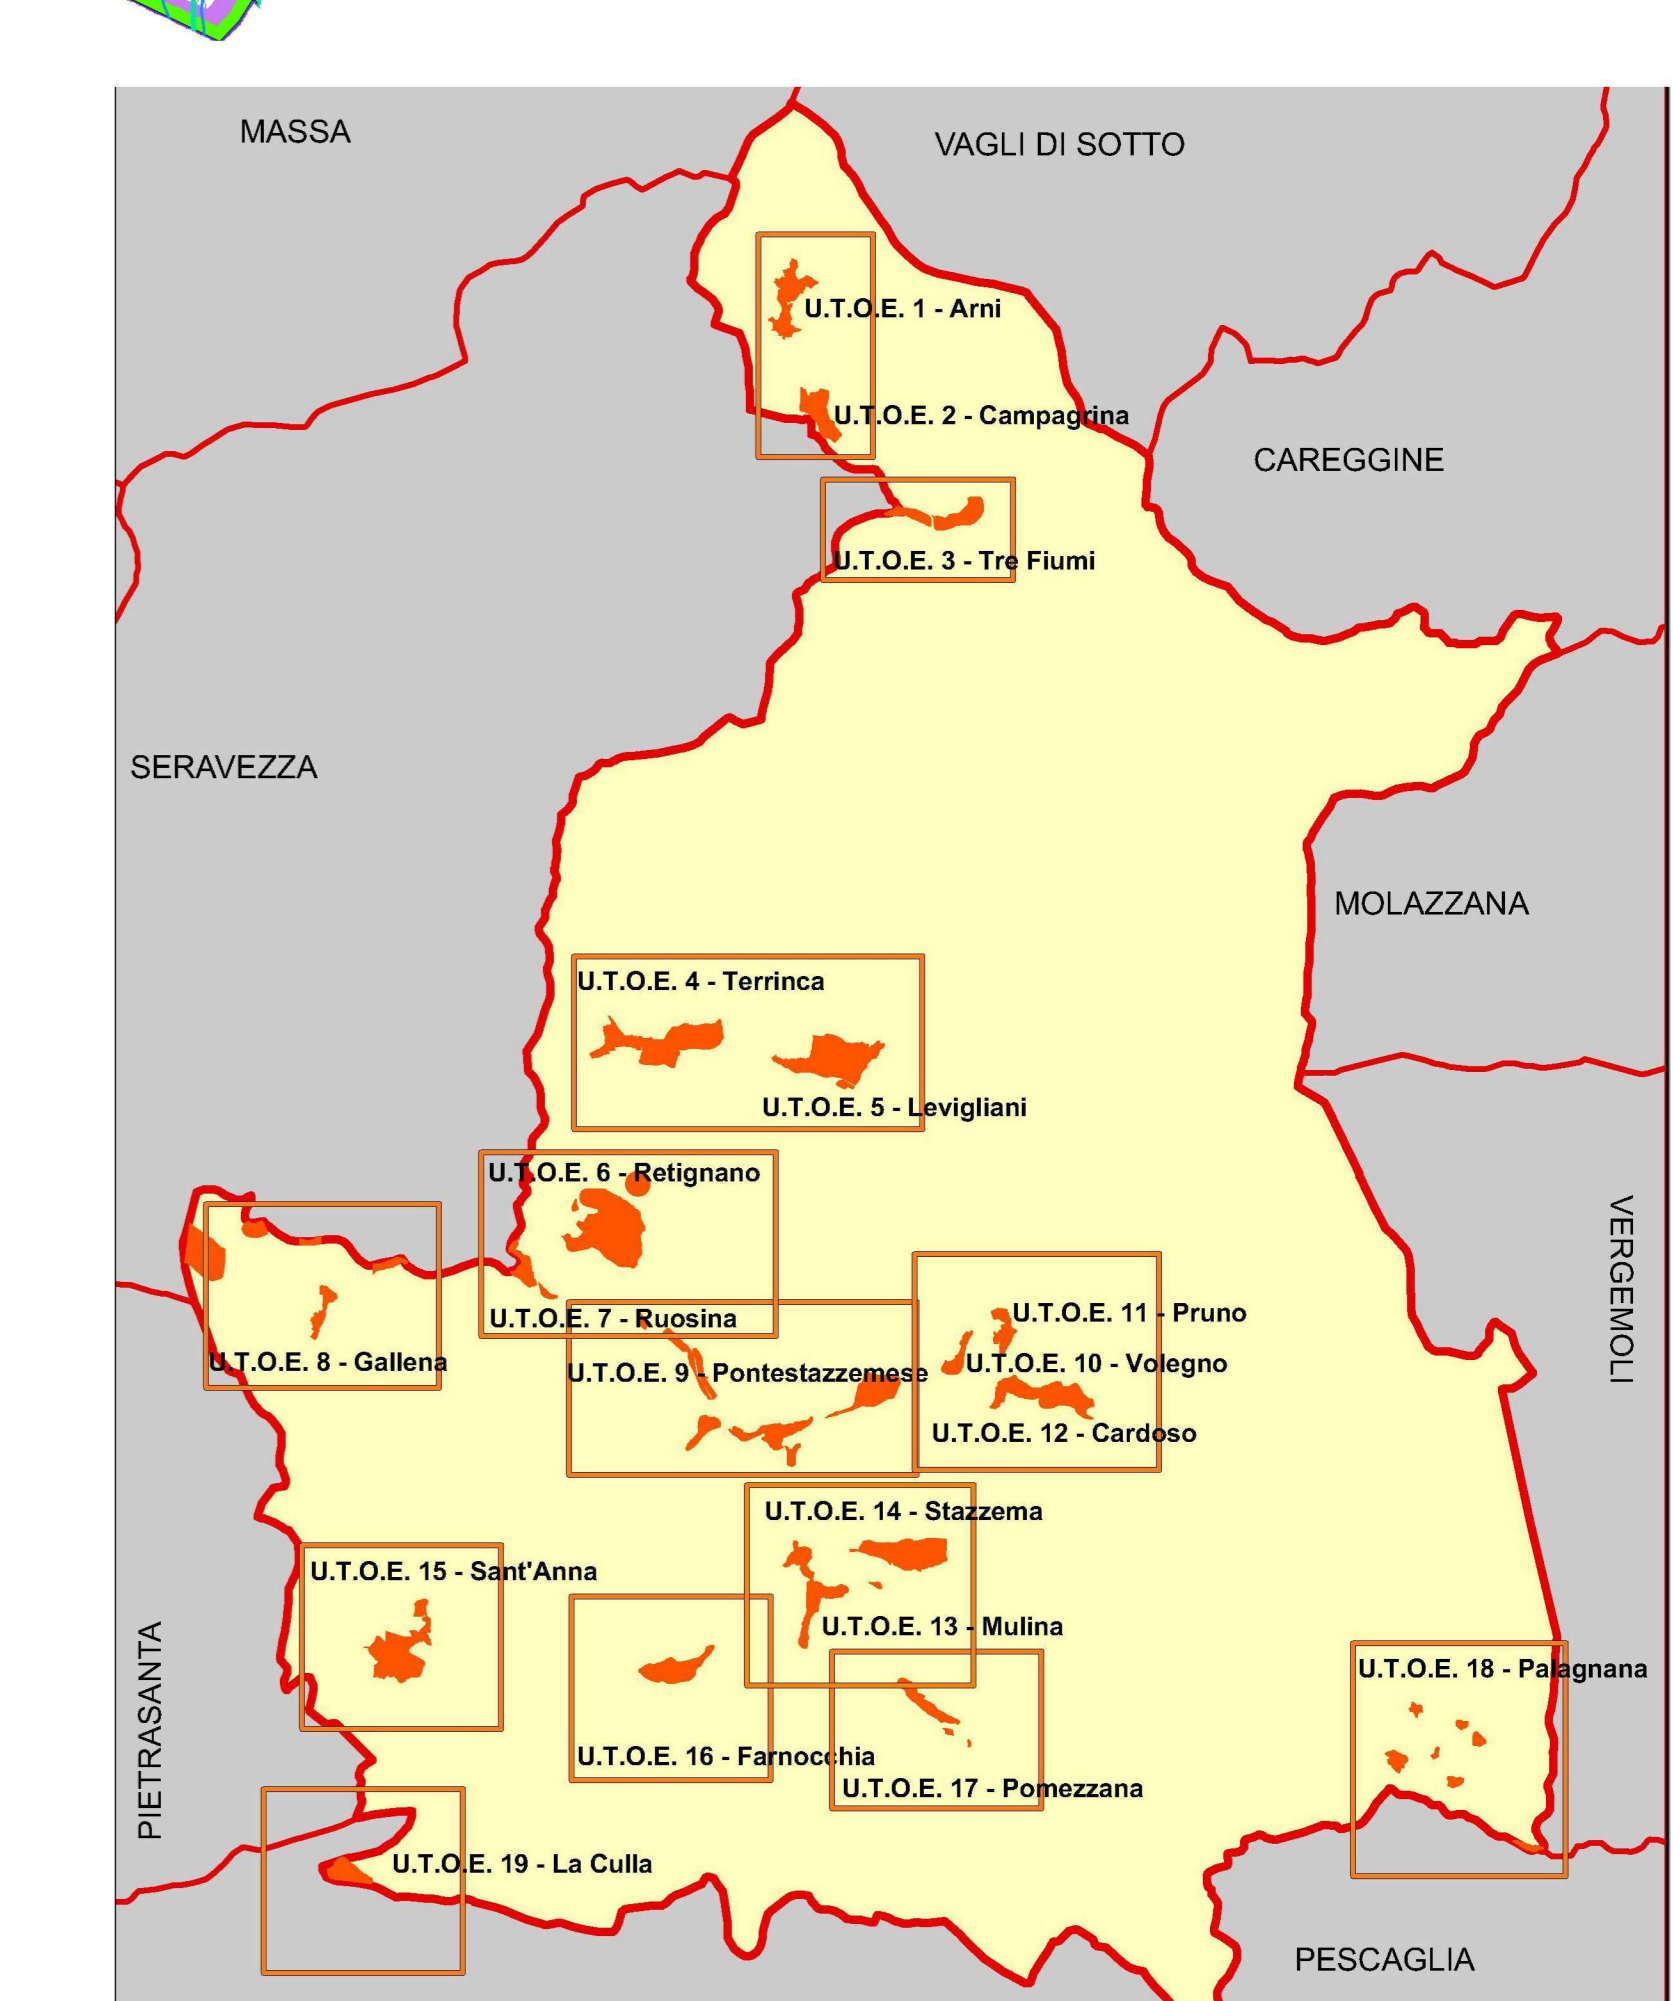 MASSA
VAGLI DI SOTTO
U.T.O.E. 1 - Arni
U.T.O.E. 2 - Campagrina
CAREGGINE
U.T.O.E. 3 - Tre Fiumi
SERAVEZZA
MOLAZZANA
U.T.O.E. 4 - Terrinca
U.T.O.E. 5 - Levigliani
U.T.O.E. 6 - Retignano
VERGEMOLI
U.T.O.E. 7 - Ruosina
U.T.O.E. 11 - Pruno
U.T.O.E. 8 - Gallena
U.T.O.E. 10 - Volegno
U.T.O.E. 9 - Pontestazzemese
U.T.O.E. 12 - Cardoso
U.T.O.E. 14 - Stazzema
U.T.O.E. 15 - Sant'Anna
U.T.O.E. 13 - Mulina
PIETRASANTA
U.T.O.E. 18 - Palagnana
U.T.O.E. 16 - Farnocchia
U.T.O.E. 17 - Pomezzana
U.T.O.E. 19 - La Culla
PESCAGLIA